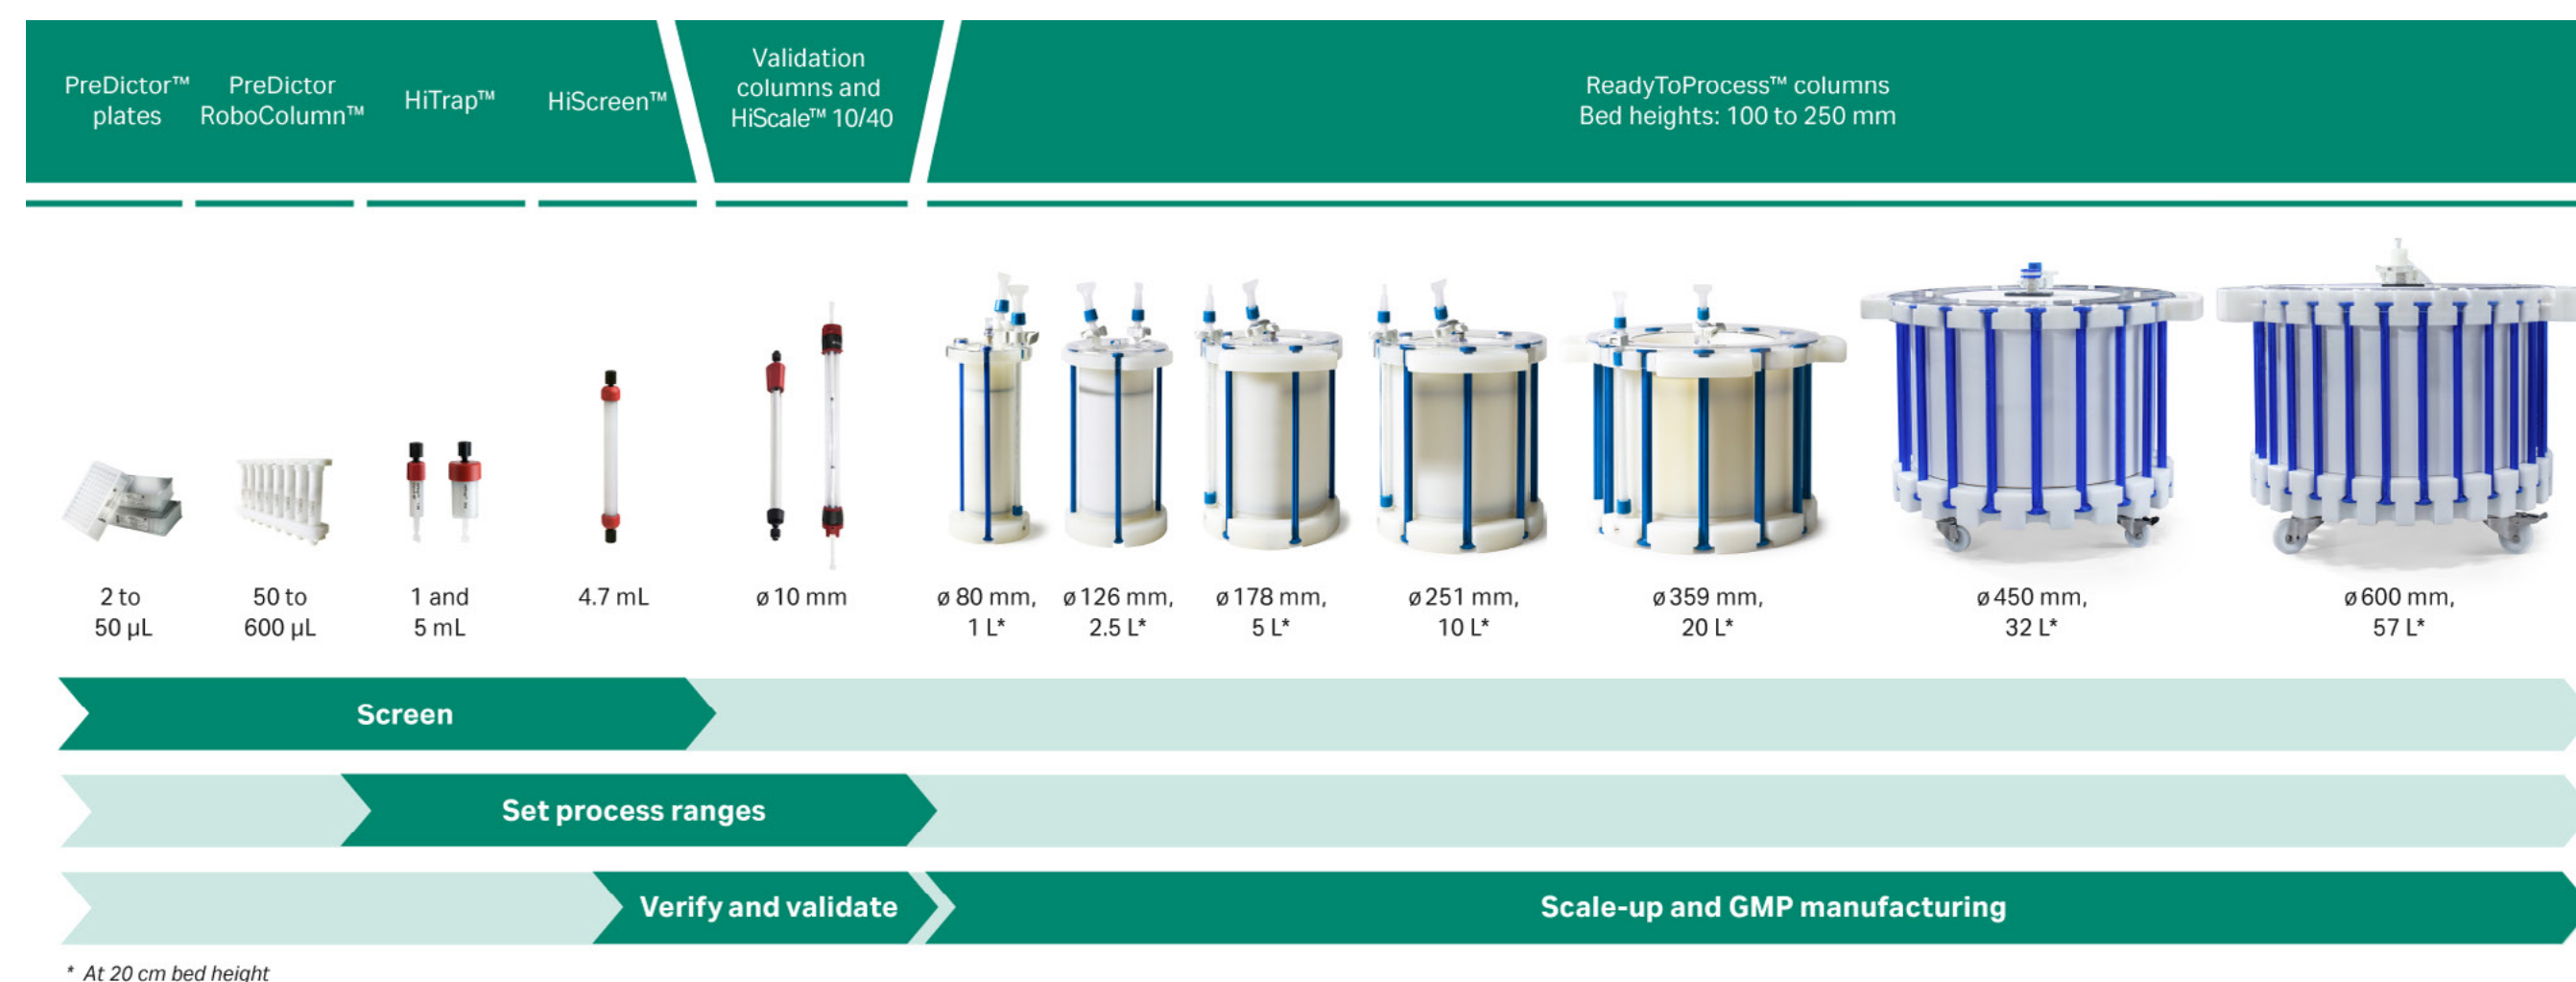 PreDictor™
plates
PreDictor
RoboColumn™
HiTrap™
HiScreen™
Validation
columns and
HiScale™ 10/40
ReadyToProcess™ columns
Bed heights: 100 to 250 mm
2 to
50 µL
50 to
600 µL
1 and
5 mL
4.7 mL
ø 10 mm
ø 80 mm,
1 L*
ø 126 mm,
2.5 L*
ø 178 mm,
5 L*
ø 251 mm,
10 L*
ø 359 mm,
20 L*
ø 450 mm,
32 L*
ø 600 mm,
57 L*
Screen
Set process ranges
Verify and validate
Scale-up and GMP manufacturing
* At 20 cm bed height